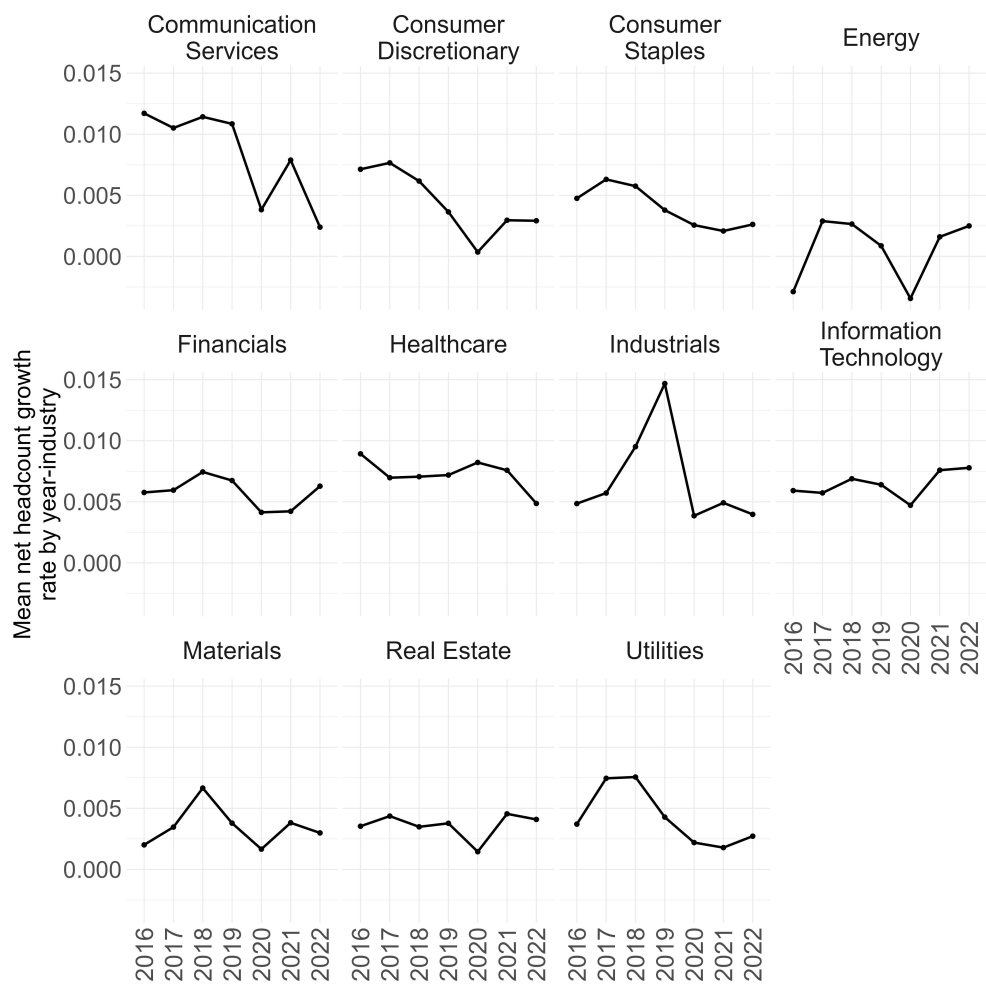 Communication
Services
Consumer
Discretionary
Consumer
Staples
Energy
0.015
0.010
0.005
0.000
Financials
Healthcare
Industrials
Information
Technology
Mean net headcount growth
rate by year-industry
0.015
0.010
0.005
0.000
2016
2017
2018
2019
2020
2021
2022
Materials
Real Estate
Utilities
0.015
0.010
0.005
0.000
2016
2017
2018
2019
2020
2021
2022
2016
2017
2018
2019
2020
2021
2022
2016
2017
2018
2019
2020
2021
2022